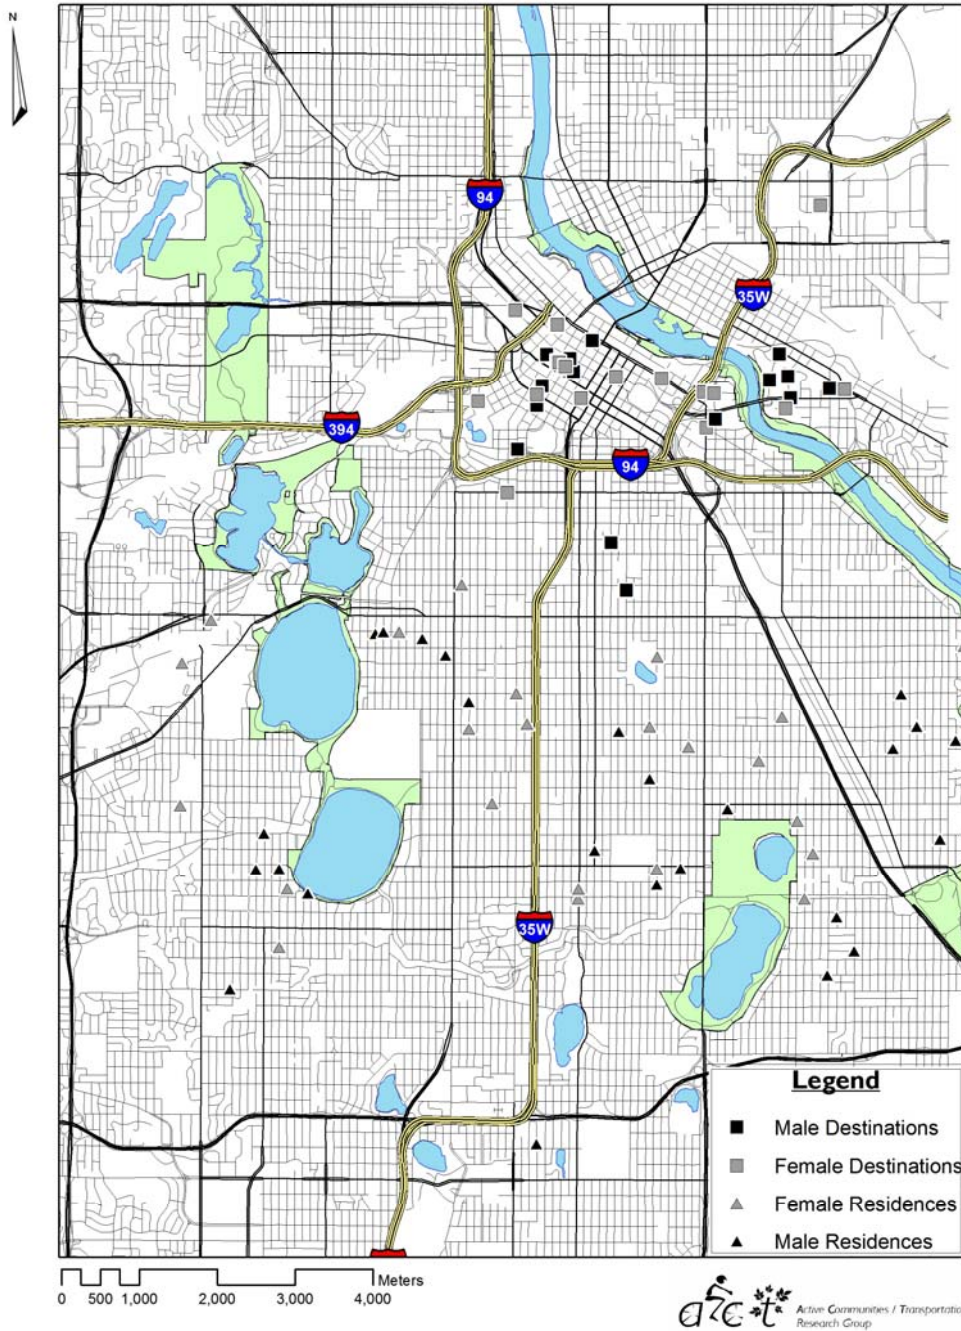 N
94
35W
394
94
35W
Legend
Male Destinations
Female Destinations
Female Residences
Male Residences
Meters
0 500 1,000 2,000 3,000 4,000
Active Communities / Transportatio
Research Group